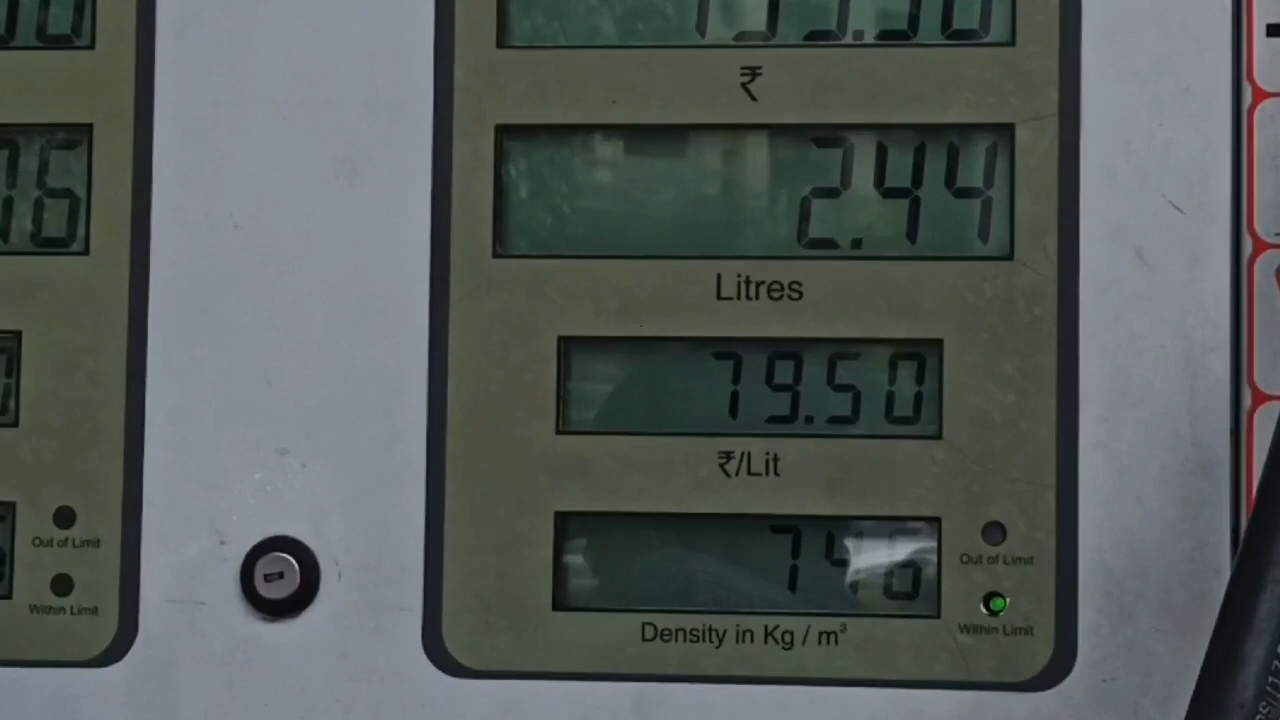 ₹
2.44
Litres
79.50
₹/Lit
746
Density in Kg / m³
Out of Limit
Within Limit
76
Out of Limit
Within Limit